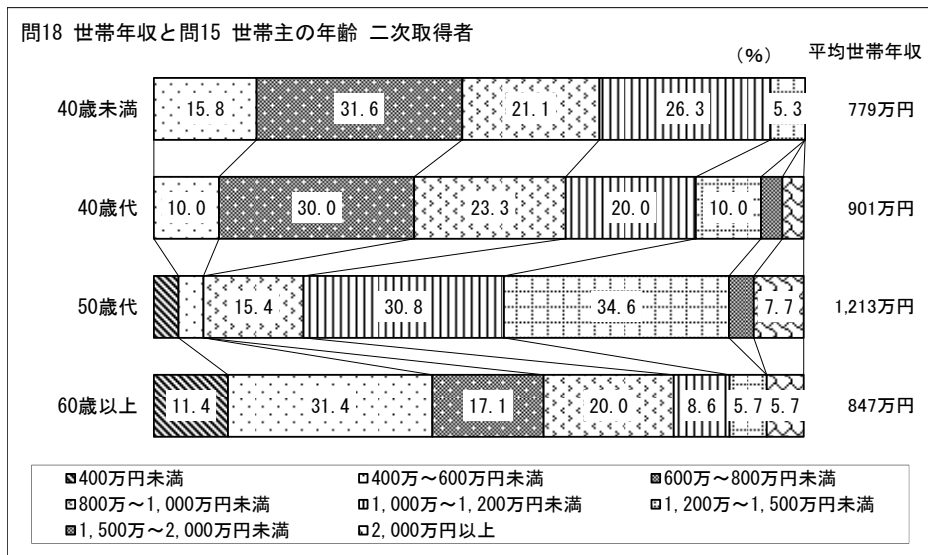 問18 世帯年収と問15 世帯主の年齢 二次取得者
（%） 平均世帯年収
40歳未満 15.8 31.6 21.1 26.3 5.3 779万円
40歳代 10.0 30.0 23.3 20.0 10.0 901万円
50歳代 15.4 30.8 34.6 7.7 1,213万円
60歳以上 11.4 31.4 17.1 20.0 8.6 5.7 5.7 847万円
400万円未満 400万～600万円未満 600万～800万円未満
800万～1,000万円未満 1,000万～1,200万円未満 1,200万～1,500万円未満
1,500万～2,000万円未満 2,000万円以上